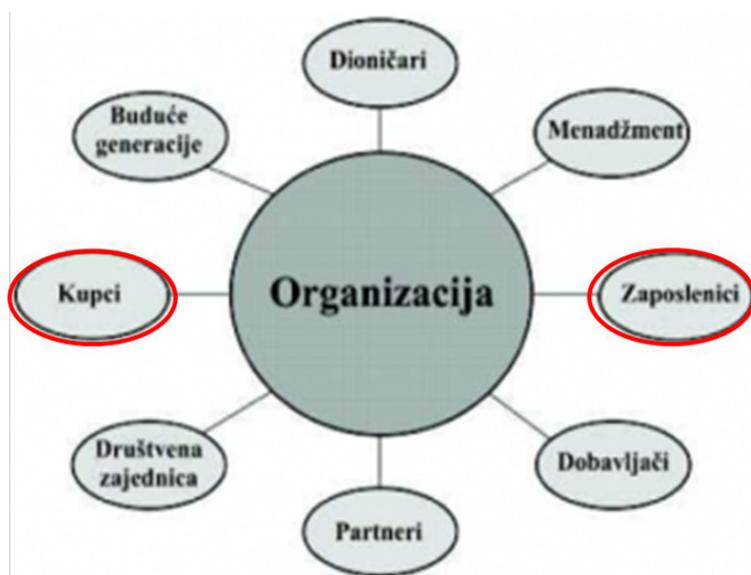 Dioničari
Buduće
generacije
Menadžment
Kupci
Organizacija
Zaposlenici
Društvena
zajednica
Dobavljači
Partneri